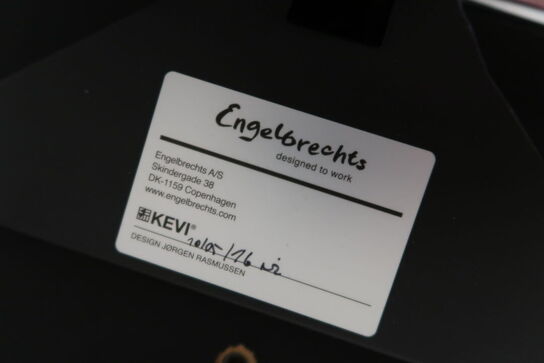 Engelbrechts
designed to work
Engelbrechts A/S
Skindergade 38
DK-1159 Copenhagen
www.engelbrechts.com
KEVI®
DESIGN JØRGEN RASMUSSEN